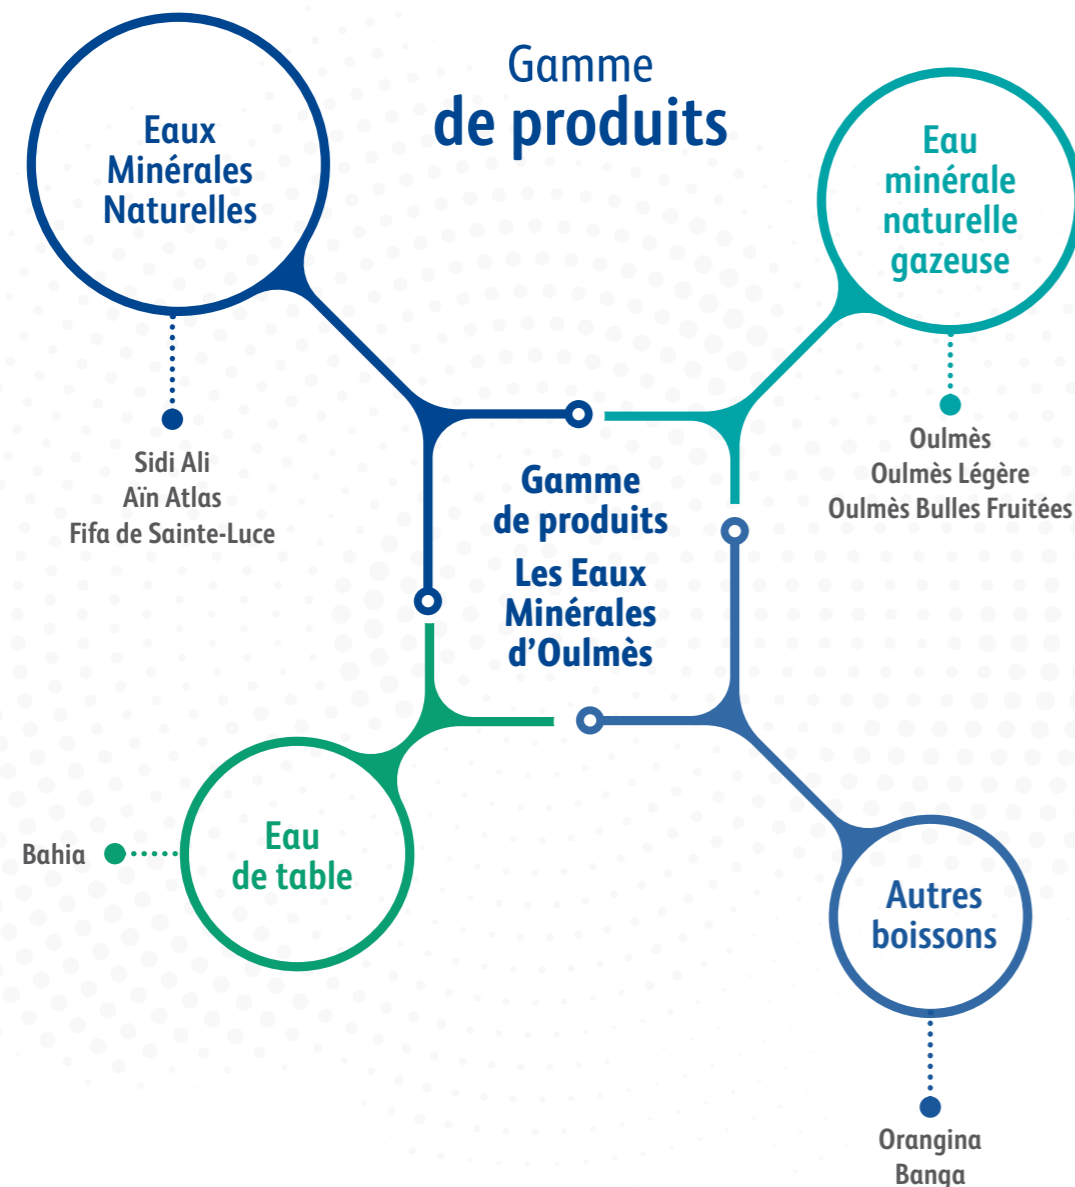 Gamme
de produits
Eaux
Minérales
Naturelles
Eau
minérale
naturelle
gazeuse
Sidi Ali
Aïn Atlas
Fifa de Sainte-Luce
Oulmès
Oulmès Légère
Oulmès Bulles Fruitées
Gamme
de produits
Les Eaux
Minérales
d'Oulmès
Bahia
Eau
de table
Autres
boissons
Orangina
Banga